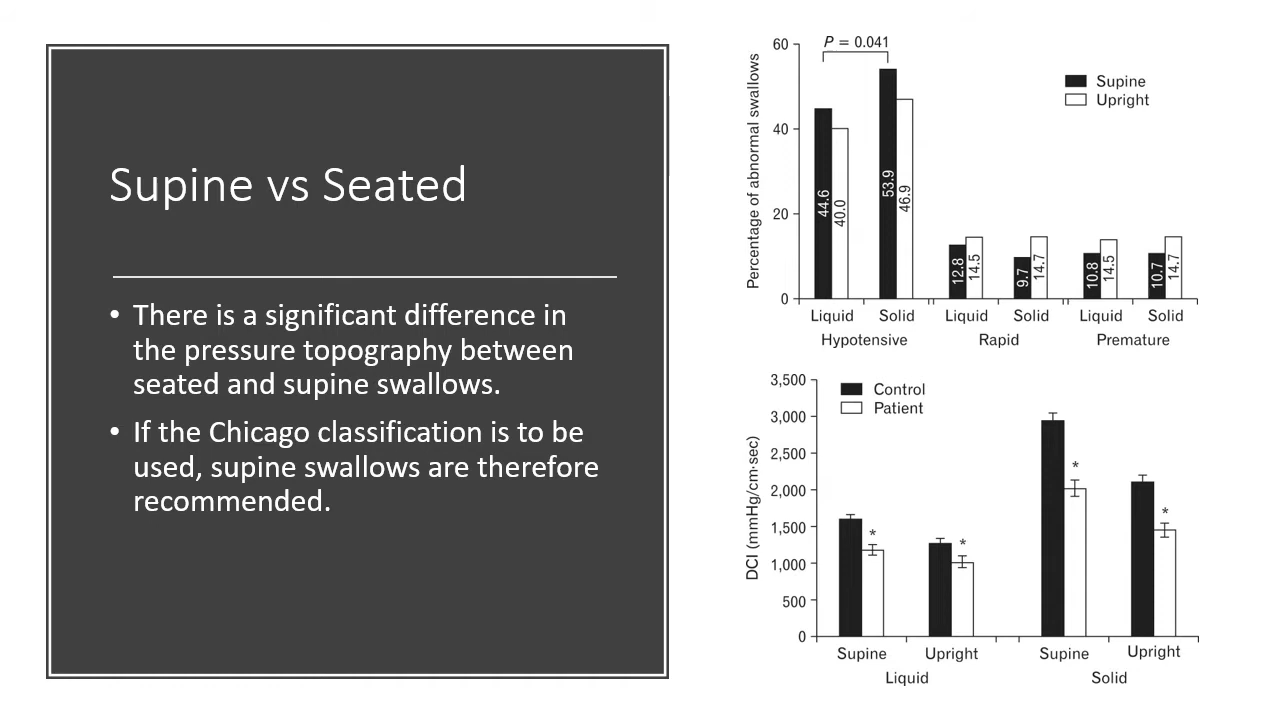 Supine vs Seated
• There is a significant difference in
the pressure topography between
seated and supine swallows.
• If the Chicago classification is to be
used, supine swallows are therefore
recommended.
P = 0.041
Percentage of abnormal swallows
60
40
20
0
Supine
Upright
44.6
40.0
53.9
46.9
12.8
14.5
9.7
14.7
10.8
14.5
10.7
14.7
Liquid Solid Liquid Solid Liquid Solid
Hypotensive Rapid Premature
DCI (mmHg/cm·sec)
3,500
3,000
2,500
2,000
1,500
1,000
500
0
Control
Patient
*
*
*
*
Supine Upright Supine Upright
Liquid Solid